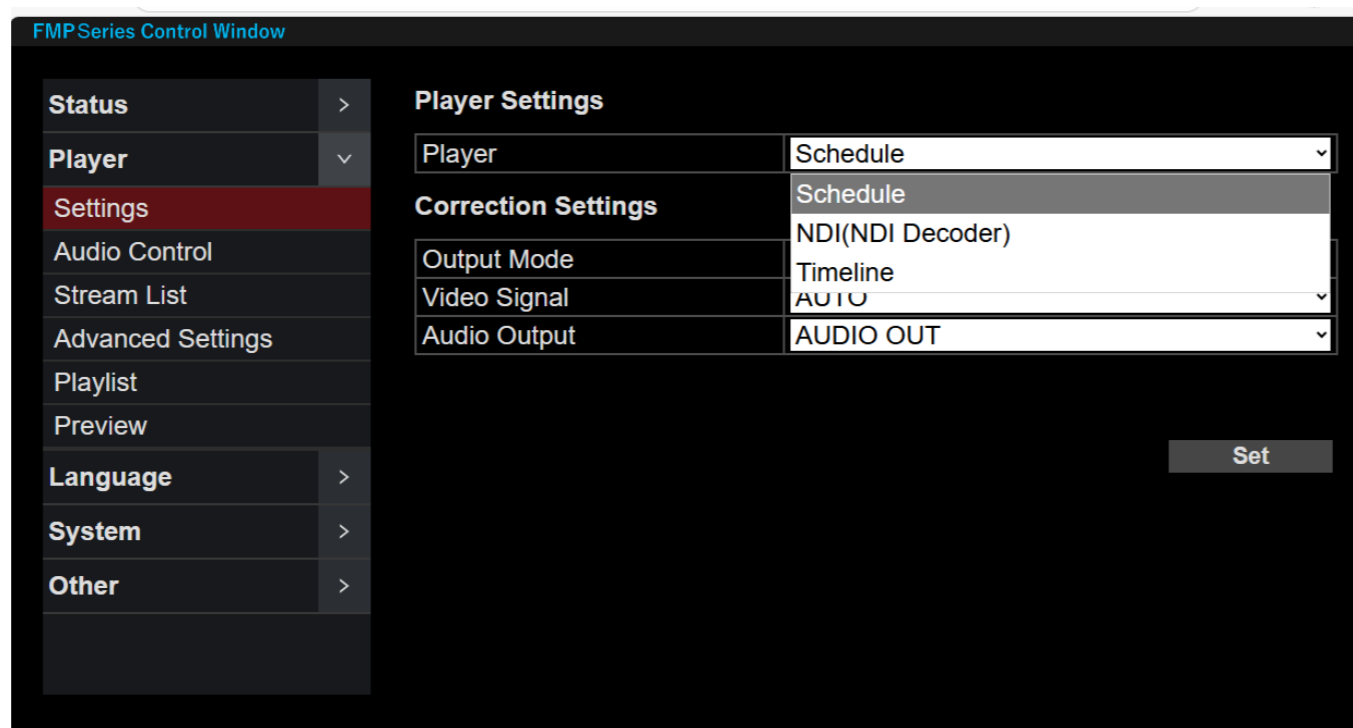 FMPSeries Control Window
Status >
Player
Settings
Audio Control
Stream List
Advanced Settings
Playlist
Preview
Language >
System >
Other >
Player Settings
Player Schedule
Schedule
NDI(NDI Decoder)
Timeline
Correction Settings
Output Mode
Video Signal AUTO
Audio Output AUDIO OUT
Set